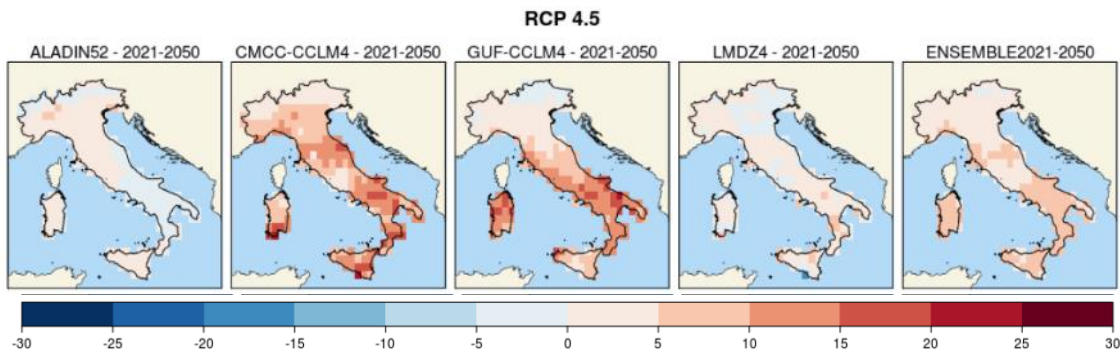 RCP 4.5
ALADIN52 - 2021-2050 CMCC-CCLM4 - 2021-2050 GUF-CCLM4 - 2021-2050 LMDZ4 - 2021-2050 ENSEMBLE2021-2050
-30 -25 -20 -15 -10 -5 0 5 10 15 20 25 30